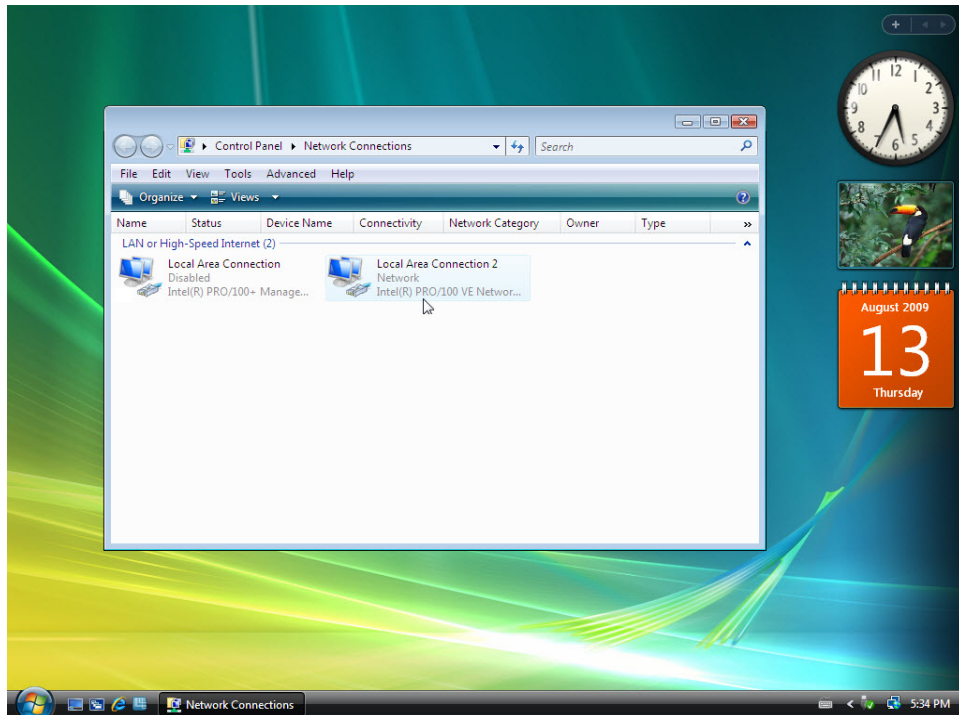 12
1
2
3
4
5
6
8
9
10
11
Control Panel Network Connections
Search
File Edit View Tools Advanced Help
Organize Views
Name Status Device Name Connectivity Network Category Owner Type »
LAN or High-Speed Internet (2)
Local Area Connection
Disabled
Intel(R) PRO/100+ Manage...
Local Area Connection 2
Network
Intel(R) PRO/100 VE Networ...
August 2009
13
Thursday
Network Connections
5:34 PM